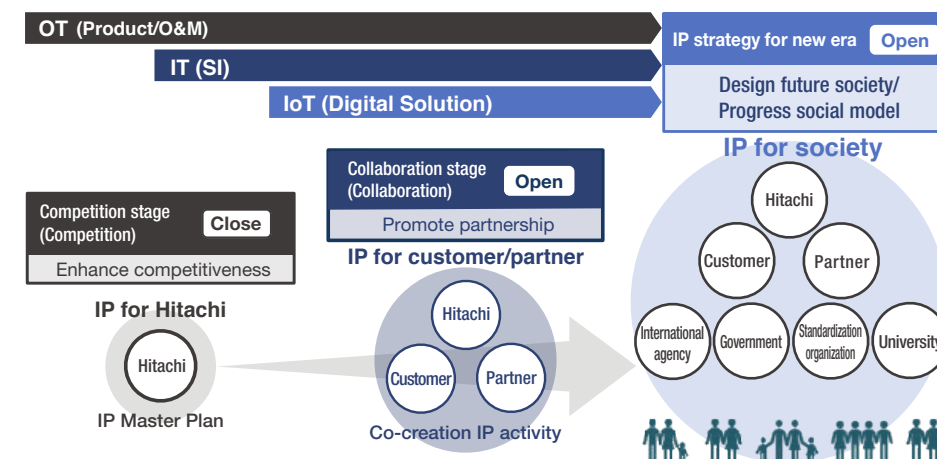 OT (Product/O&M)
IT (SI)
IoT (Digital Solution)
IP strategy for new era Open
Design future society/
Progress social model
IP for society
Hitachi
Customer
Partner
International
agency
Government
Standardization
organization
University
Collaboration stage
(Collaboration)
Open
Promote partnership
IP for customer/partner
Hitachi
Customer
Partner
Co-creation IP activity
Competition stage
(Competition)
Close
Enhance competitiveness
IP for Hitachi
Hitachi
IP Master Plan